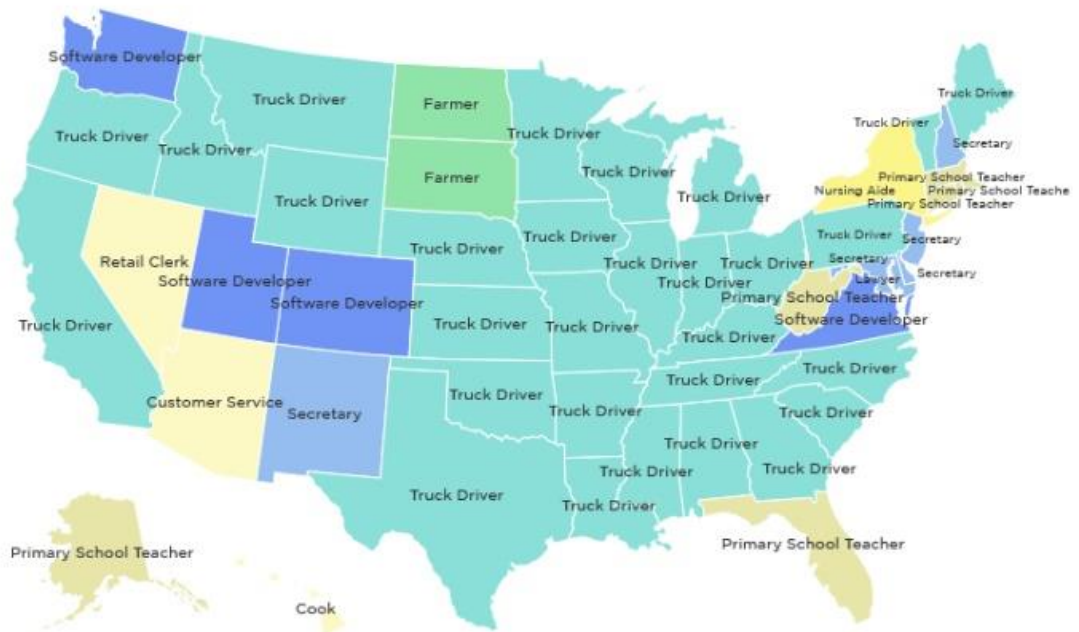 Software Developer
Truck Driver
Truck Driver
Truck Driver
Farmer
Truck Driver
Truck Driver
Truck Driver
Secretary
Truck Driver
Truck Driver
Farmer
Truck Driver
Primary School Teacher
Nursing Aide
Primary School Teache
Primary School Teacher
Truck Driver
Truck Driver
Truck Driver
Truck Driver
Secretary
Retail Clerk
Truck Driver
Truck Driver
Secretary
Software Developer
Truck Driver
Lawyer
Secretary
Software Developer
Primary School Teacher
Truck Driver
Truck Driver
Truck Driver
Software Developer
Truck Driver
Truck Driver
Truck Driver
Truck Driver
Customer Service
Secretary
Truck Driver
Truck Driver
Truck Driver
Truck Driver
Truck Driver
Truck Driver
Truck Driver
Truck Driver
Primary School Teacher
Primary School Teacher
Cook